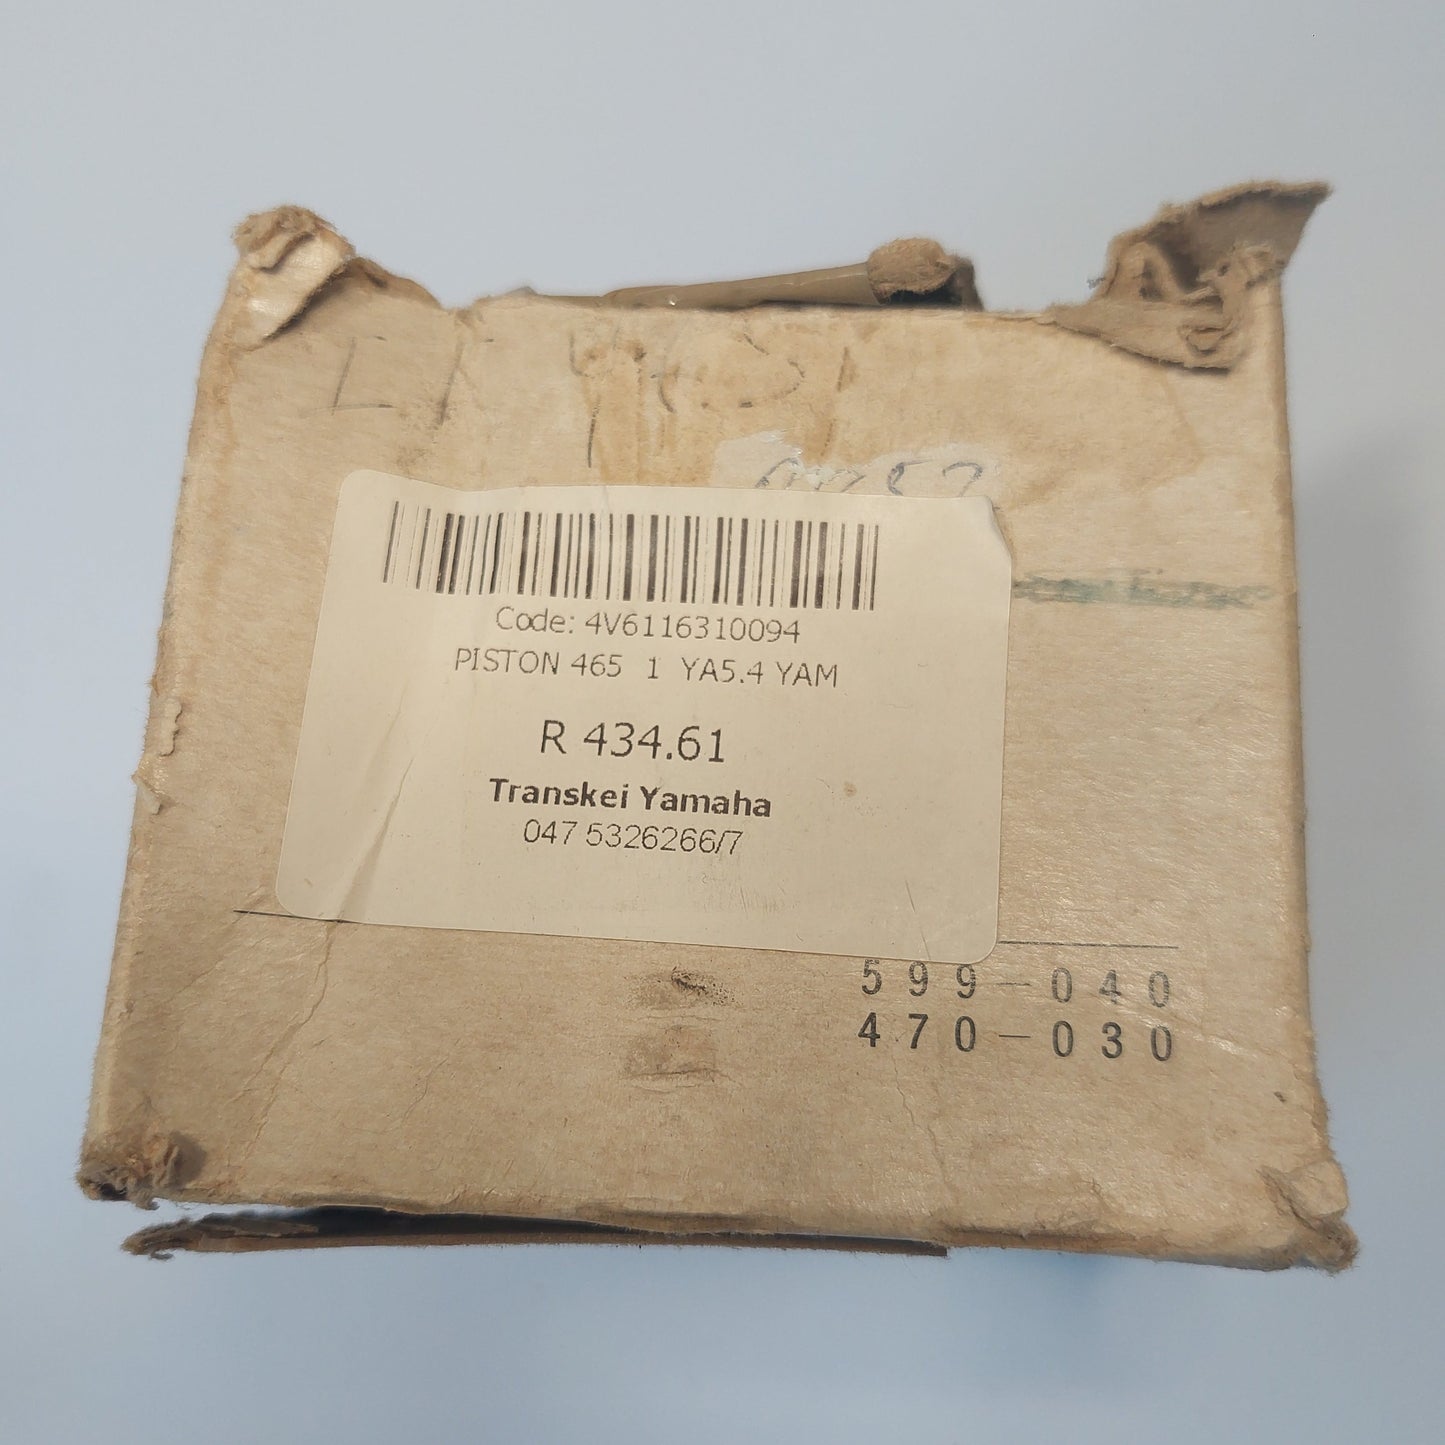 Code: 4V6116310094
PISTON 465 1 YA5.4 YAM
R 434.61
Transkei Yamaha
047 5326266/7
599-040
470-030